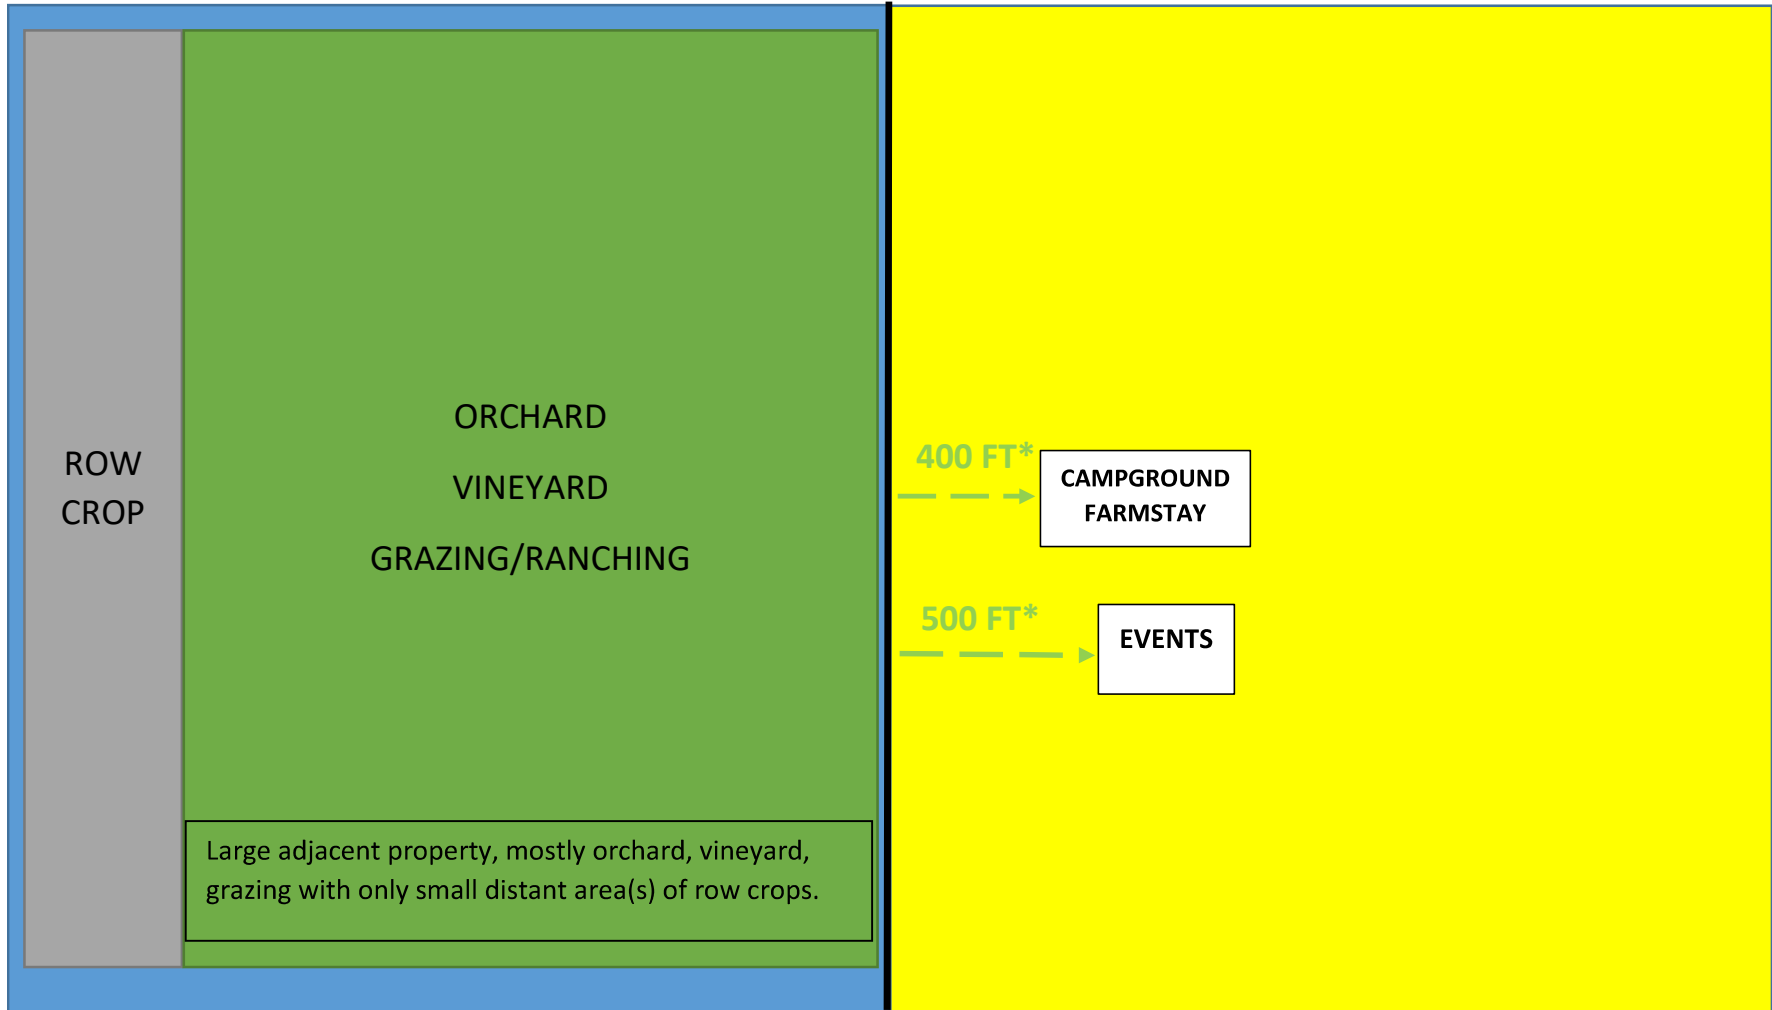 ROW
CROP
ORCHARD
VINEYARD
GRAZING/RANCHING
Large adjacent property, mostly orchard, vineyard,
grazing with only small distant area(s) of row crops.
400 FT*
CAMPGROUND
FARMSTAY
500 FT*
EVENTS